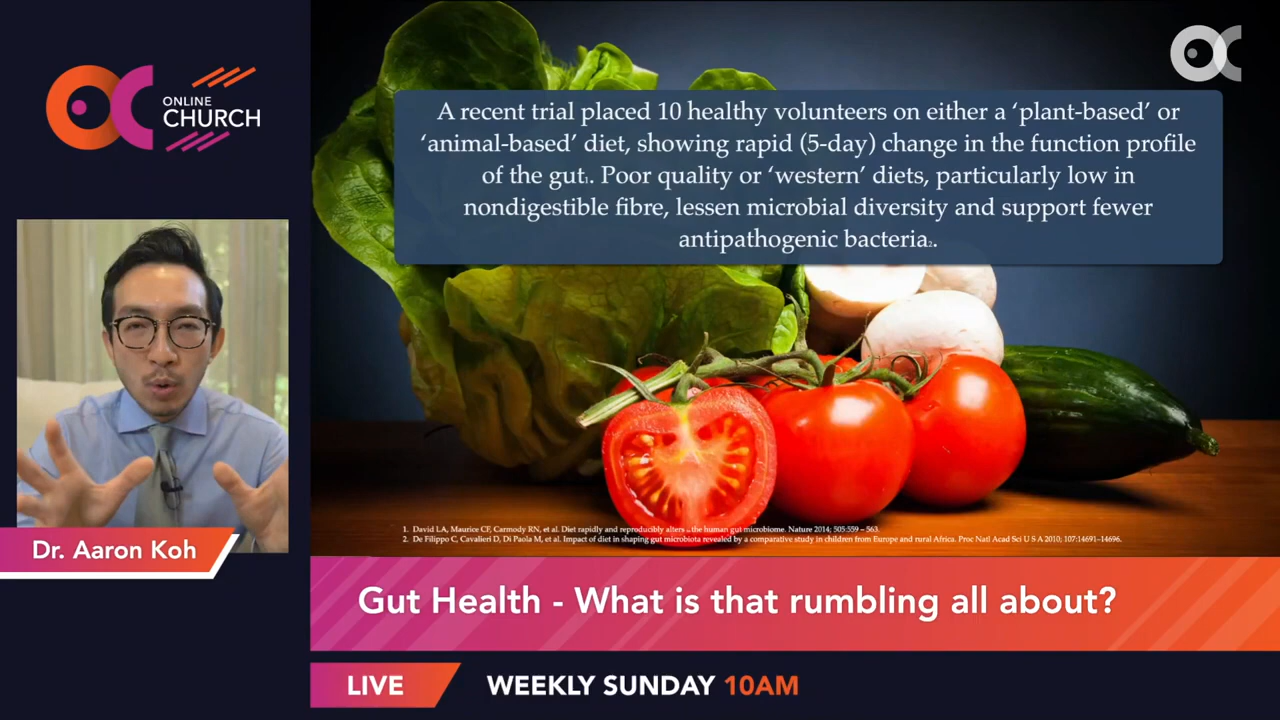 OC
ONLINE
CHURCH
OC
A recent trial placed 10 healthy volunteers on either a ‘plant-based’ or
‘animal-based’ diet, showing rapid (5-day) change in the function profile
of the gut1. Poor quality or ‘western’ diets, particularly low in
nondigestible fibre, lessen microbial diversity and support fewer
antipathogenic bacteria2.
1. David LA, Maurice CF, Carmody RN, et al. Diet rapidly and reproducibly alters the human gut microbiome. Nature 2014; 505:559 – 563.
2. De Filippo C, Cavalieri D, Di Paola M, et al. Impact of diet in shaping gut microbiota revealed by a comparative study in children from Europe and rural Africa. Proc Natl Acad Sci U S A 2010; 107:14691–14696.
Dr. Aaron Koh
Gut Health - What is that rumbling all about?
LIVE
WEEKLY SUNDAY 10AM